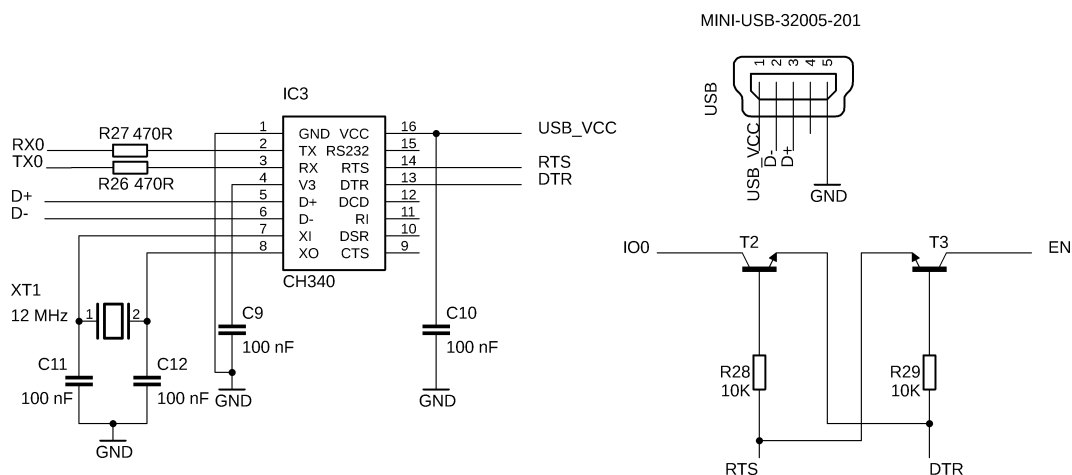 MINI-USB-32005-201
USB
1 2 3 4 5
USB_VCC
D-
D+
GND
IC3
1 GND VCC 16
2 TX RS232 15
3 RX RTS 14
4 V3 DTR 13
5 D+ DCD 12
6 D- RI 11
7 XI DSR 10
8 XO CTS 9
CH340
RX0
R27 470R
TX0
R26 470R
D+
D-
USB_VCC
RTS
DTR
XT1
12 MHz
1 2
C11
100 nF
C12
100 nF
GND
C9
100 nF
GND
C10
100 nF
GND
IO0
T2
T3
EN
R28
10K
R29
10K
RTS
DTR